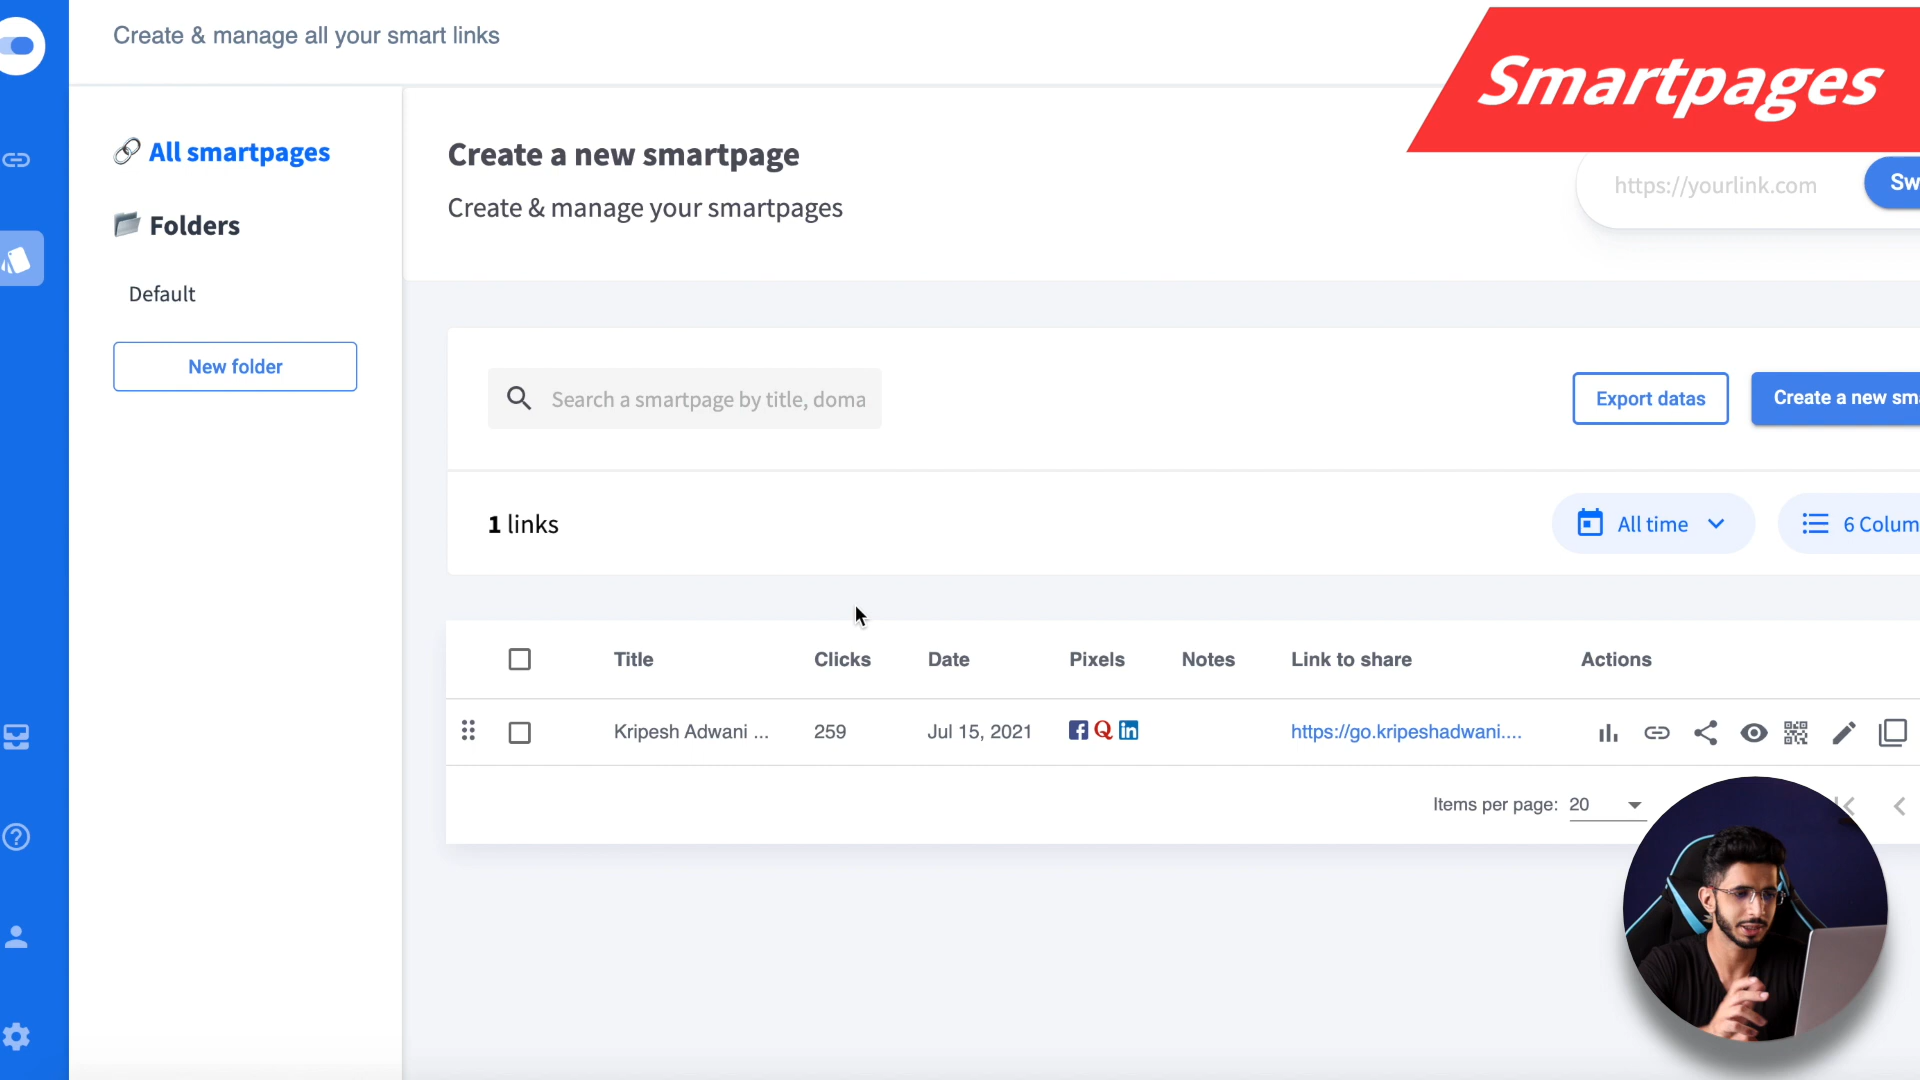 Create & manage all your smart links
Smartpages
All smartpages
Folders
Default
New folder
Create a new smartpage
Create & manage your smartpages
https://yourlink.com
Sw
Search a smartpage by title, doma
Export datas
Create a new sma
1 links
All time
6 Colum
Title Clicks Date Pixels Notes Link to share Actions
Kripesh Adwani ... 259 Jul 15, 2021 Q in https://go.kripeshadwani....
Items per page: 20